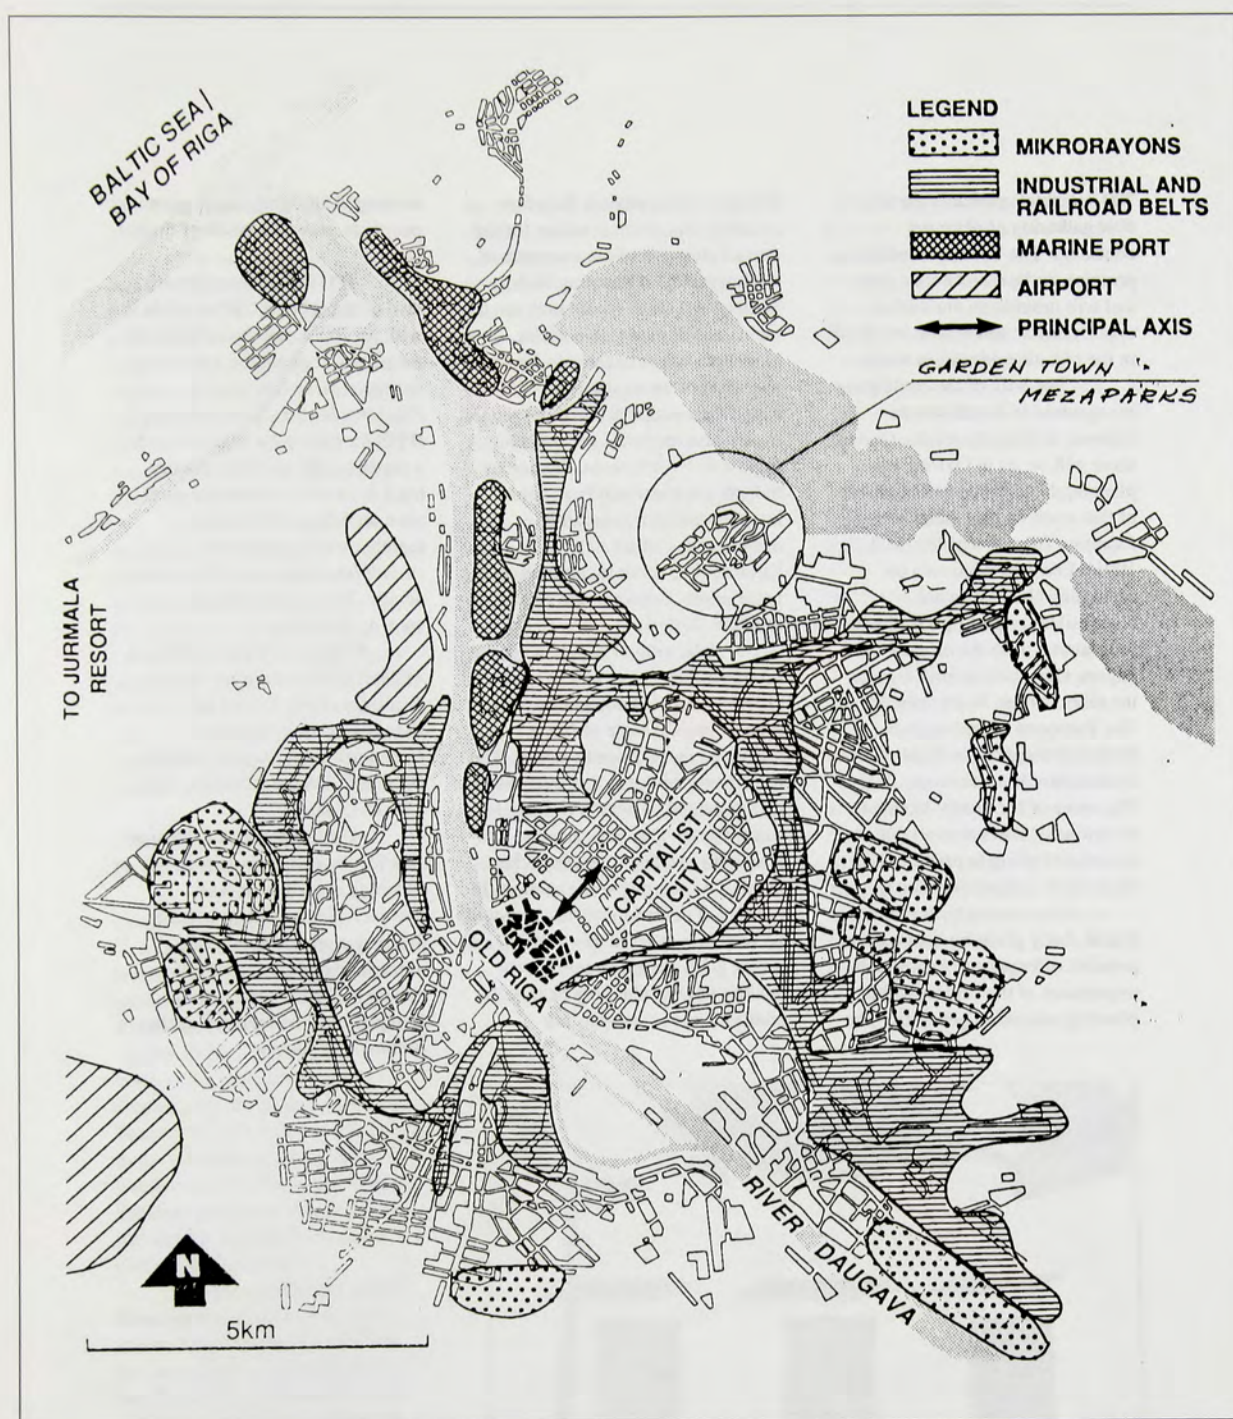 BALTIC SEA /
BAY OF RIGA
LEGEND
MIKRORAYONS
INDUSTRIAL AND
RAILROAD BELTS
MARINE PORT
AIRPORT
PRINCIPAL AXIS
GARDEN TOWN
MEZAPARKS
TO JURMALA
RESORT
CAPITALIST
CITY
OLD RIGA
RIVER DAUGAVA
N
5km